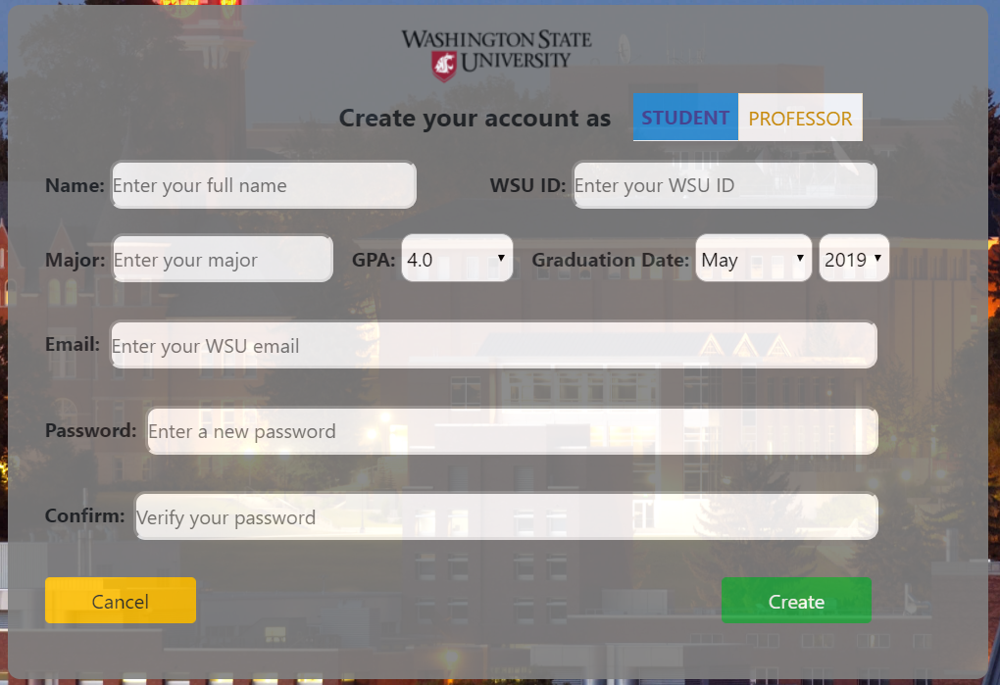 WASHINGTON STATE
UNIVERSITY
Create your account as STUDENT PROFESSOR
Name: Enter your full name WSU ID: Enter your WSU ID
Major: Enter your major GPA: 4.0 Graduation Date: May 2019
Email: Enter your WSU email
Password: Enter a new password
Confirm: Verify your password
Cancel Create